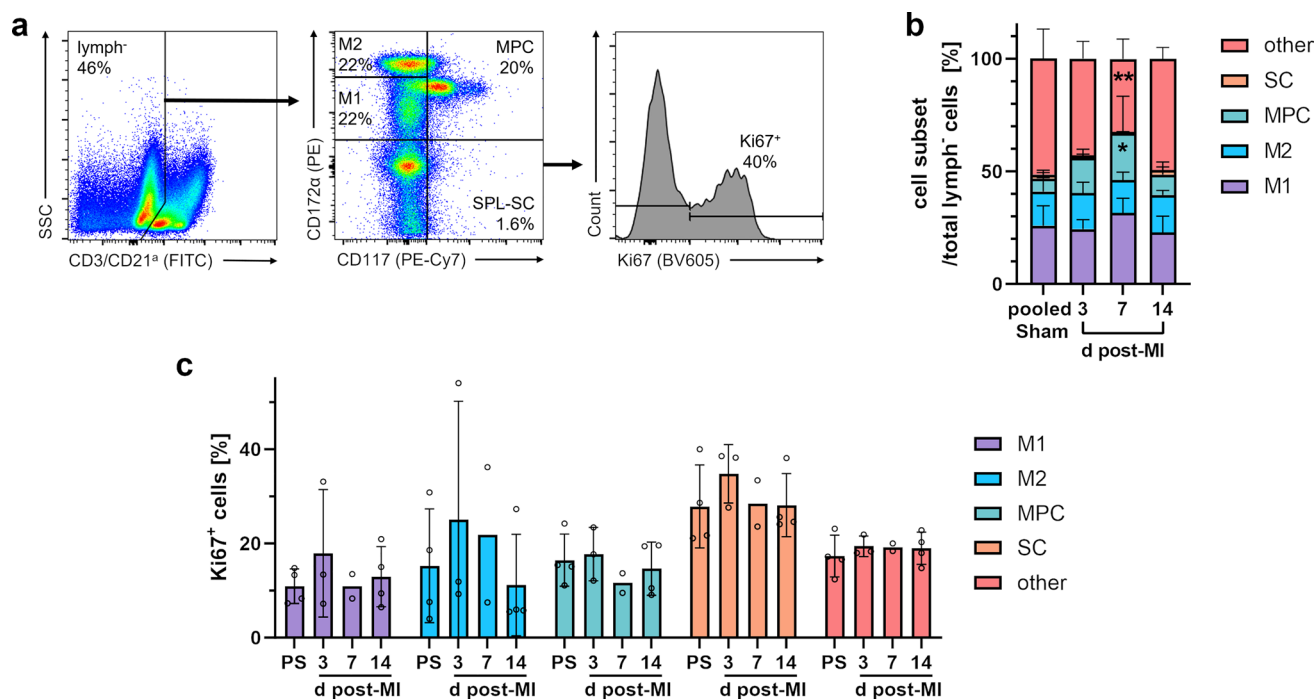 a
lymph-
46%
SSC
CD3/CD21ª (FITC)
M2
22%
MPC
20%
M1
22%
SPL-SC
1.6%
CD172α (PE)
CD117 (PE-Cy7)
Ki67+
40%
Count
Ki67 (BV605)
b
cell subset
/total lymph- cells [%]
100
50
0
**
*
pooled
Sham
3
7
14
d post-MI
other
SC
MPC
M2
M1
c
Ki67+ cells [%]
40
20
0
PS 3 7 14
d post-MI
PS 3 7 14
d post-MI
PS 3 7 14
d post-MI
PS 3 7 14
d post-MI
PS 3 7 14
d post-MI
M1
M2
MPC
SC
other